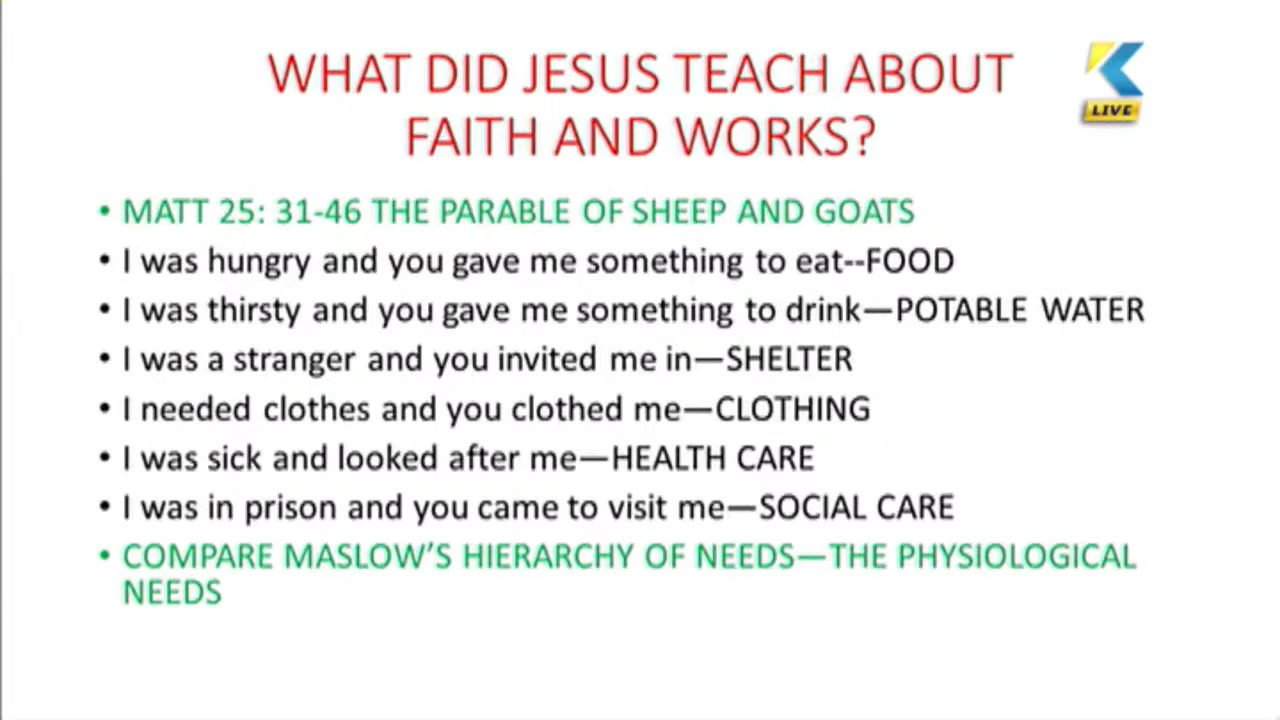 WHAT DID JESUS TEACH ABOUT
FAITH AND WORKS?
LIVE
• MATT 25: 31-46 THE PARABLE OF SHEEP AND GOATS
• I was hungry and you gave me something to eat--FOOD
• I was thirsty and you gave me something to drink—POTABLE WATER
• I was a stranger and you invited me in—SHELTER
• I needed clothes and you clothed me—CLOTHING
• I was sick and looked after me—HEALTH CARE
• I was in prison and you came to visit me—SOCIAL CARE
• COMPARE MASLOW’S HIERARCHY OF NEEDS—THE PHYSIOLOGICAL
NEEDS